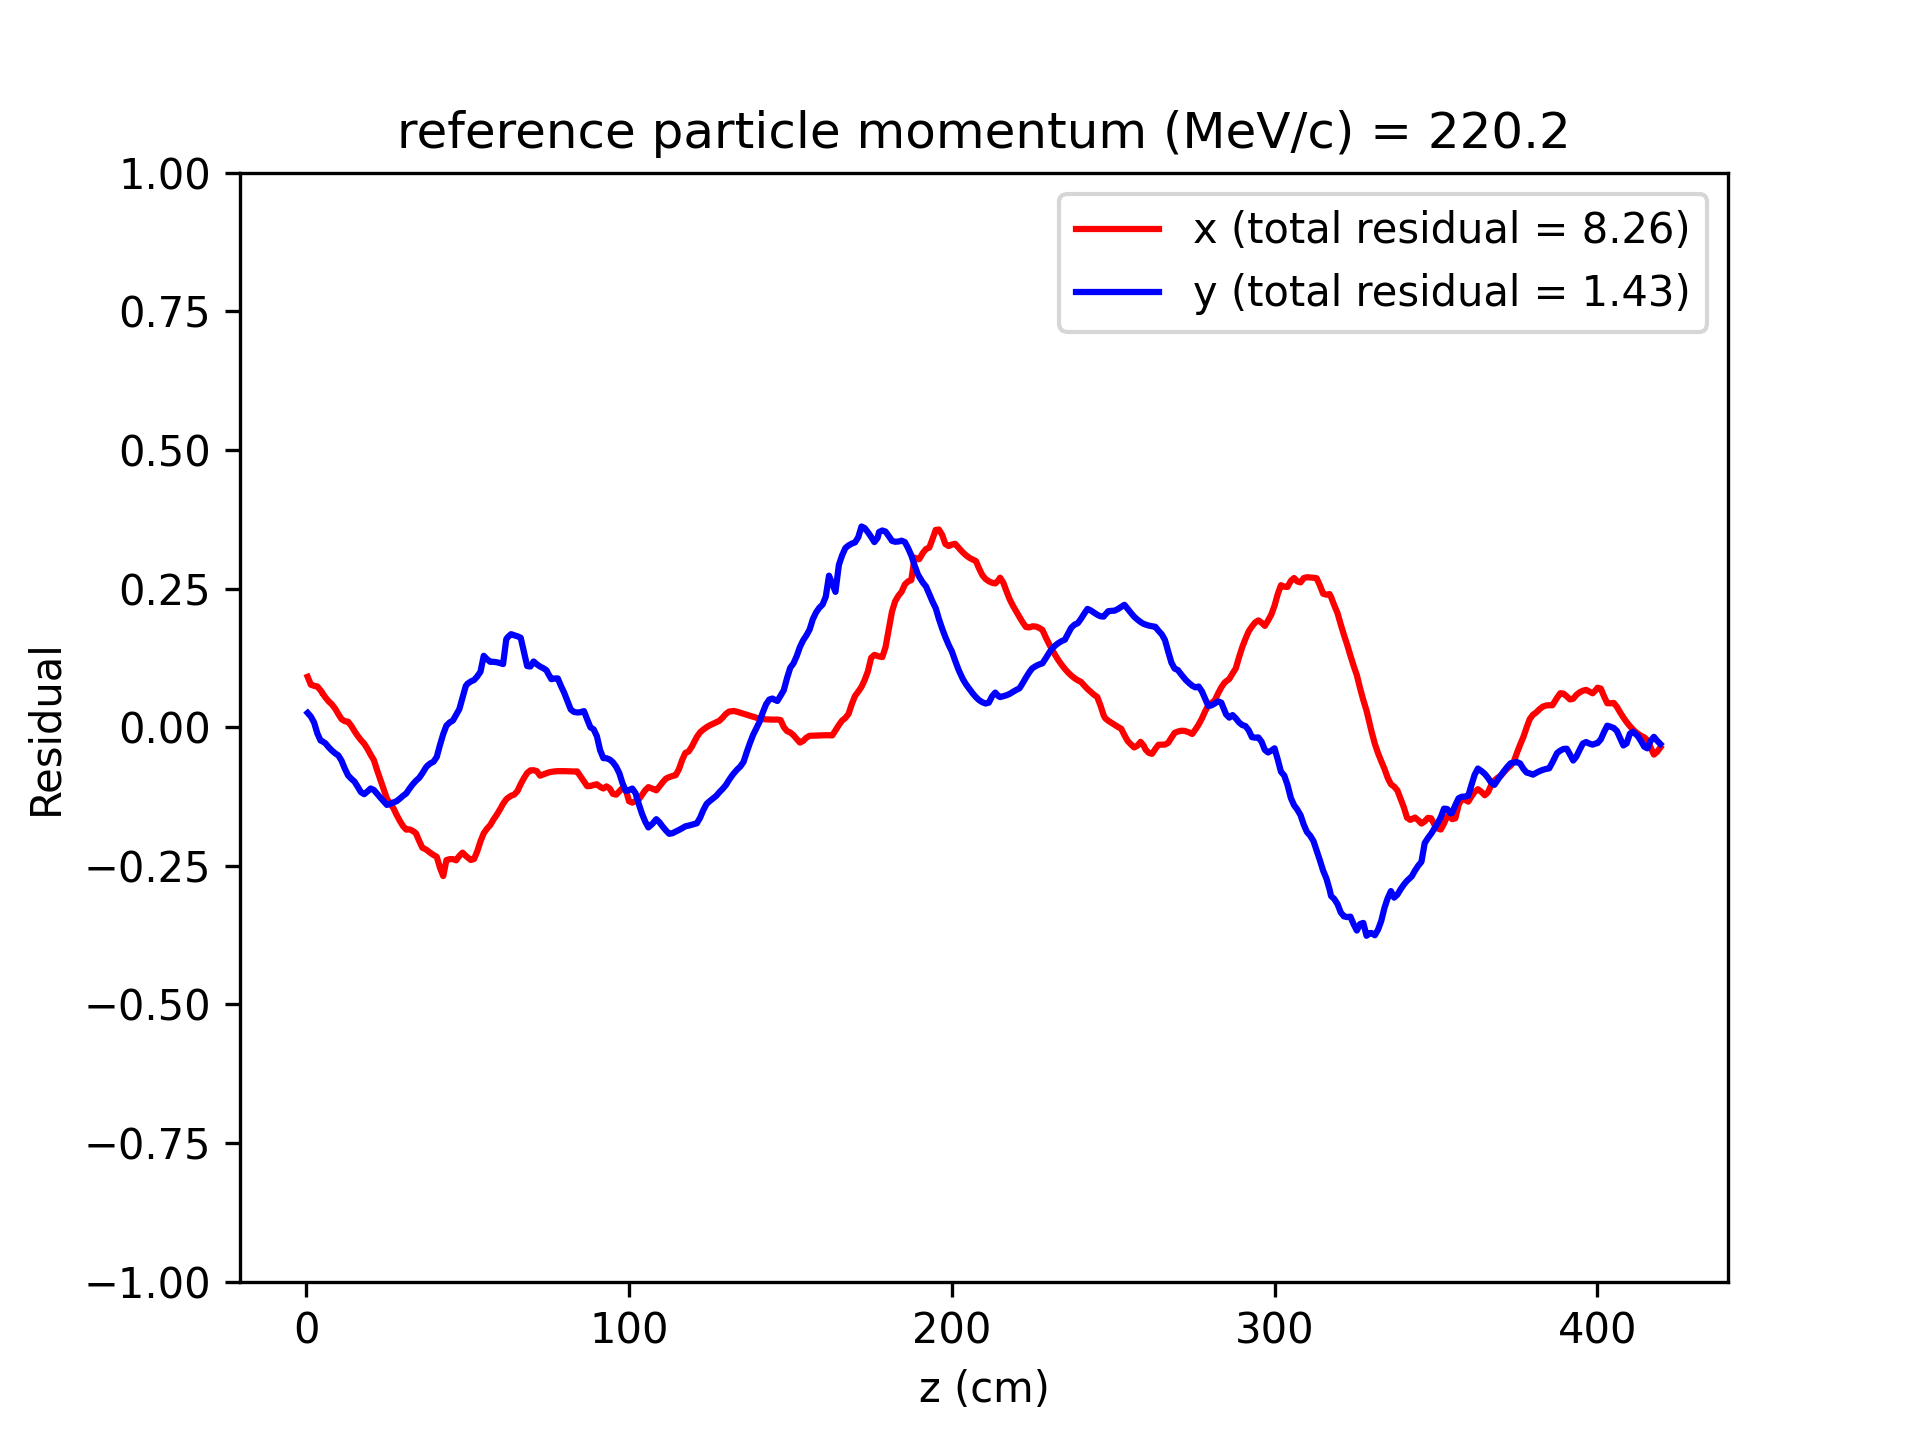 reference particle momentum (MeV/c) = 220.2
x (total residual = 8.26)
y (total residual = 1.43)
1.00
0.75
0.50
0.25
0.00
−0.25
−0.50
−0.75
−1.00
Residual
0 100 200 300 400
z (cm)